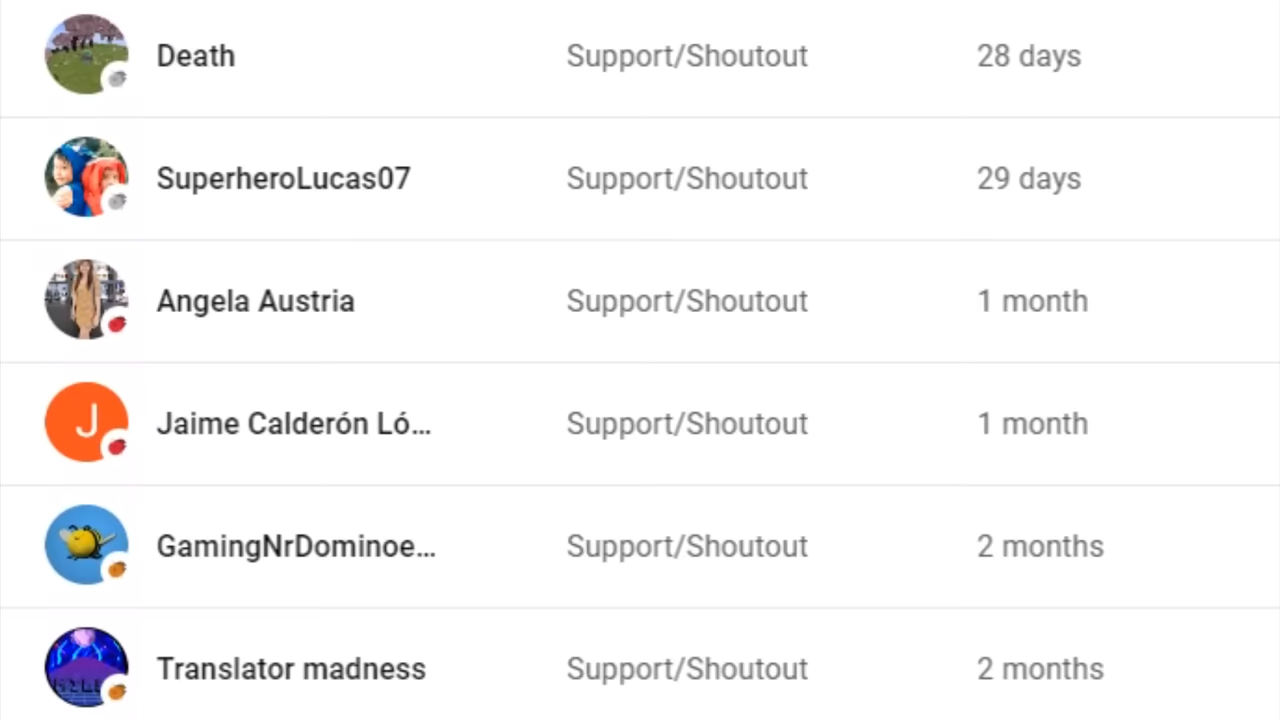 Death Support/Shoutout 28 days
SuperheroLucas07 Support/Shoutout 29 days
Angela Austria Support/Shoutout 1 month
J Jaime Calderón Ló... Support/Shoutout 1 month
GamingNrDominoe... Support/Shoutout 2 months
Translator madness Support/Shoutout 2 months